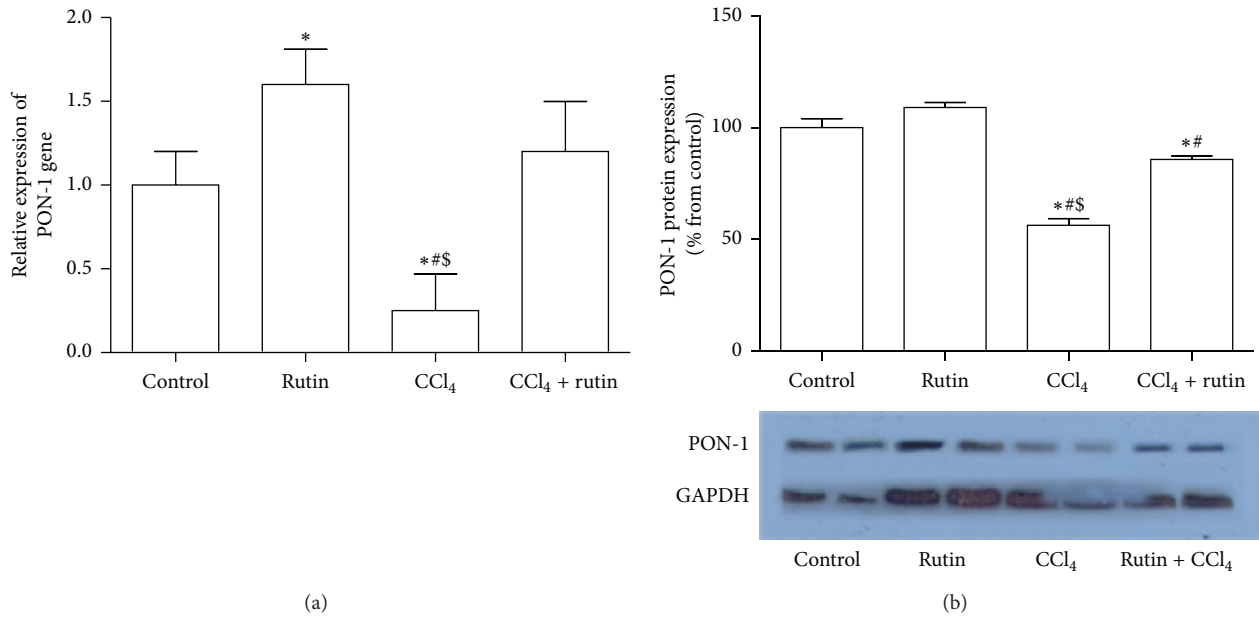 2.0
1.5
1.0
0.5
0.0
Relative expression of
PON-1 gene
*
*#$
Control Rutin CCl₄ CCl₄ + rutin
(a)
150
100
50
0
PON-1 protein expression
(% from control)
*#$
*#
Control Rutin CCl₄ CCl₄ + rutin
PON-1
GAPDH
Control Rutin CCl₄ Rutin + CCl₄
(b)